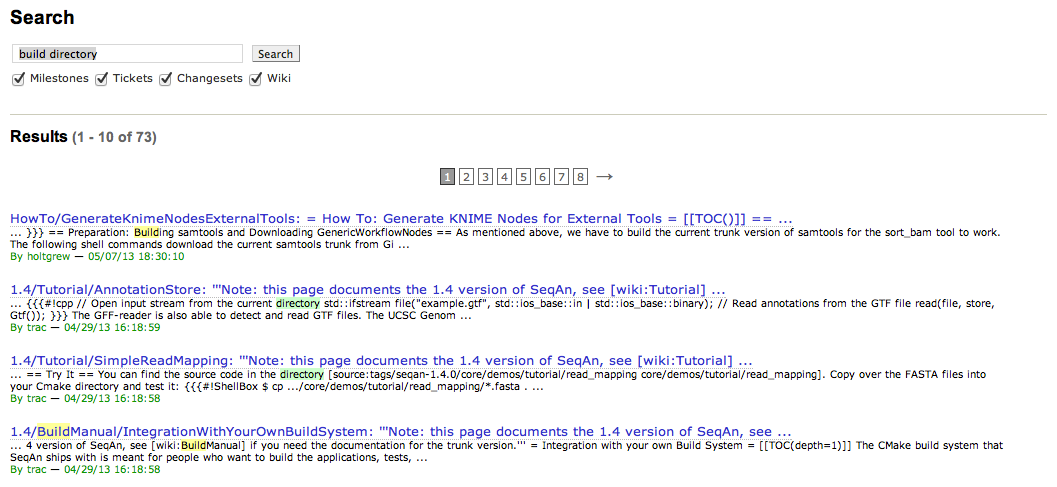 Search
build directory Search
Milestones Tickets Changesets Wiki
Results (1 - 10 of 73)
1 2 3 4 5 6 7 8 →
HowTo/GenerateKnimeNodesExternalTools: = How To: Generate KNIME Nodes for External Tools = [[TOC()]] == ...
... }}} == Preparation: Building samtools and Downloading GenericWorkflowNodes == As mentioned above, we have to build the current trunk version of samtools for the sort_bam tool to work.
The following shell commands download the current samtools trunk from Gi ...
By holtgrew — 05/07/13 18:30:10
1.4/Tutorial/AnnotationStore: '''Note: this page documents the 1.4 version of SeqAn, see [wiki:Tutorial] ...
... {{{#!cpp // Open input stream from the current directory std::ifstream file("example.gtf", std::ios_base::in | std::ios_base::binary); // Read annotations from the GTF file read(file, store,
Gtf()); }}} The GFF-reader is also able to detect and read GTF files. The UCSC Genom ...
By trac — 04/29/13 16:18:59
1.4/Tutorial/SimpleReadMapping: '''Note: this page documents the 1.4 version of SeqAn, see [wiki:Tutorial] ...
... == Try It == You can find the source code in the directory [source:tags/seqan-1.4.0/core/demos/tutorial/read_mapping core/demos/tutorial/read_mapping]. Copy over the FASTA files into
your Cmake directory and test it: {{{#!ShellBox $ cp .../core/demos/tutorial/read_mapping/*.fasta . ...
By trac — 04/29/13 16:18:58
1.4/BuildManual/IntegrationWithYourOwnBuildSystem: '''Note: this page documents the 1.4 version of SeqAn, see ...
... 4 version of SeqAn, see [wiki:BuildManual] if you need the documentation for the trunk version.''' = Integration with your own Build System = [[TOC(depth=1)]] The CMake build system that
SeqAn ships with is meant for people who want to build the applications, tests, ...
By trac — 04/29/13 16:18:58